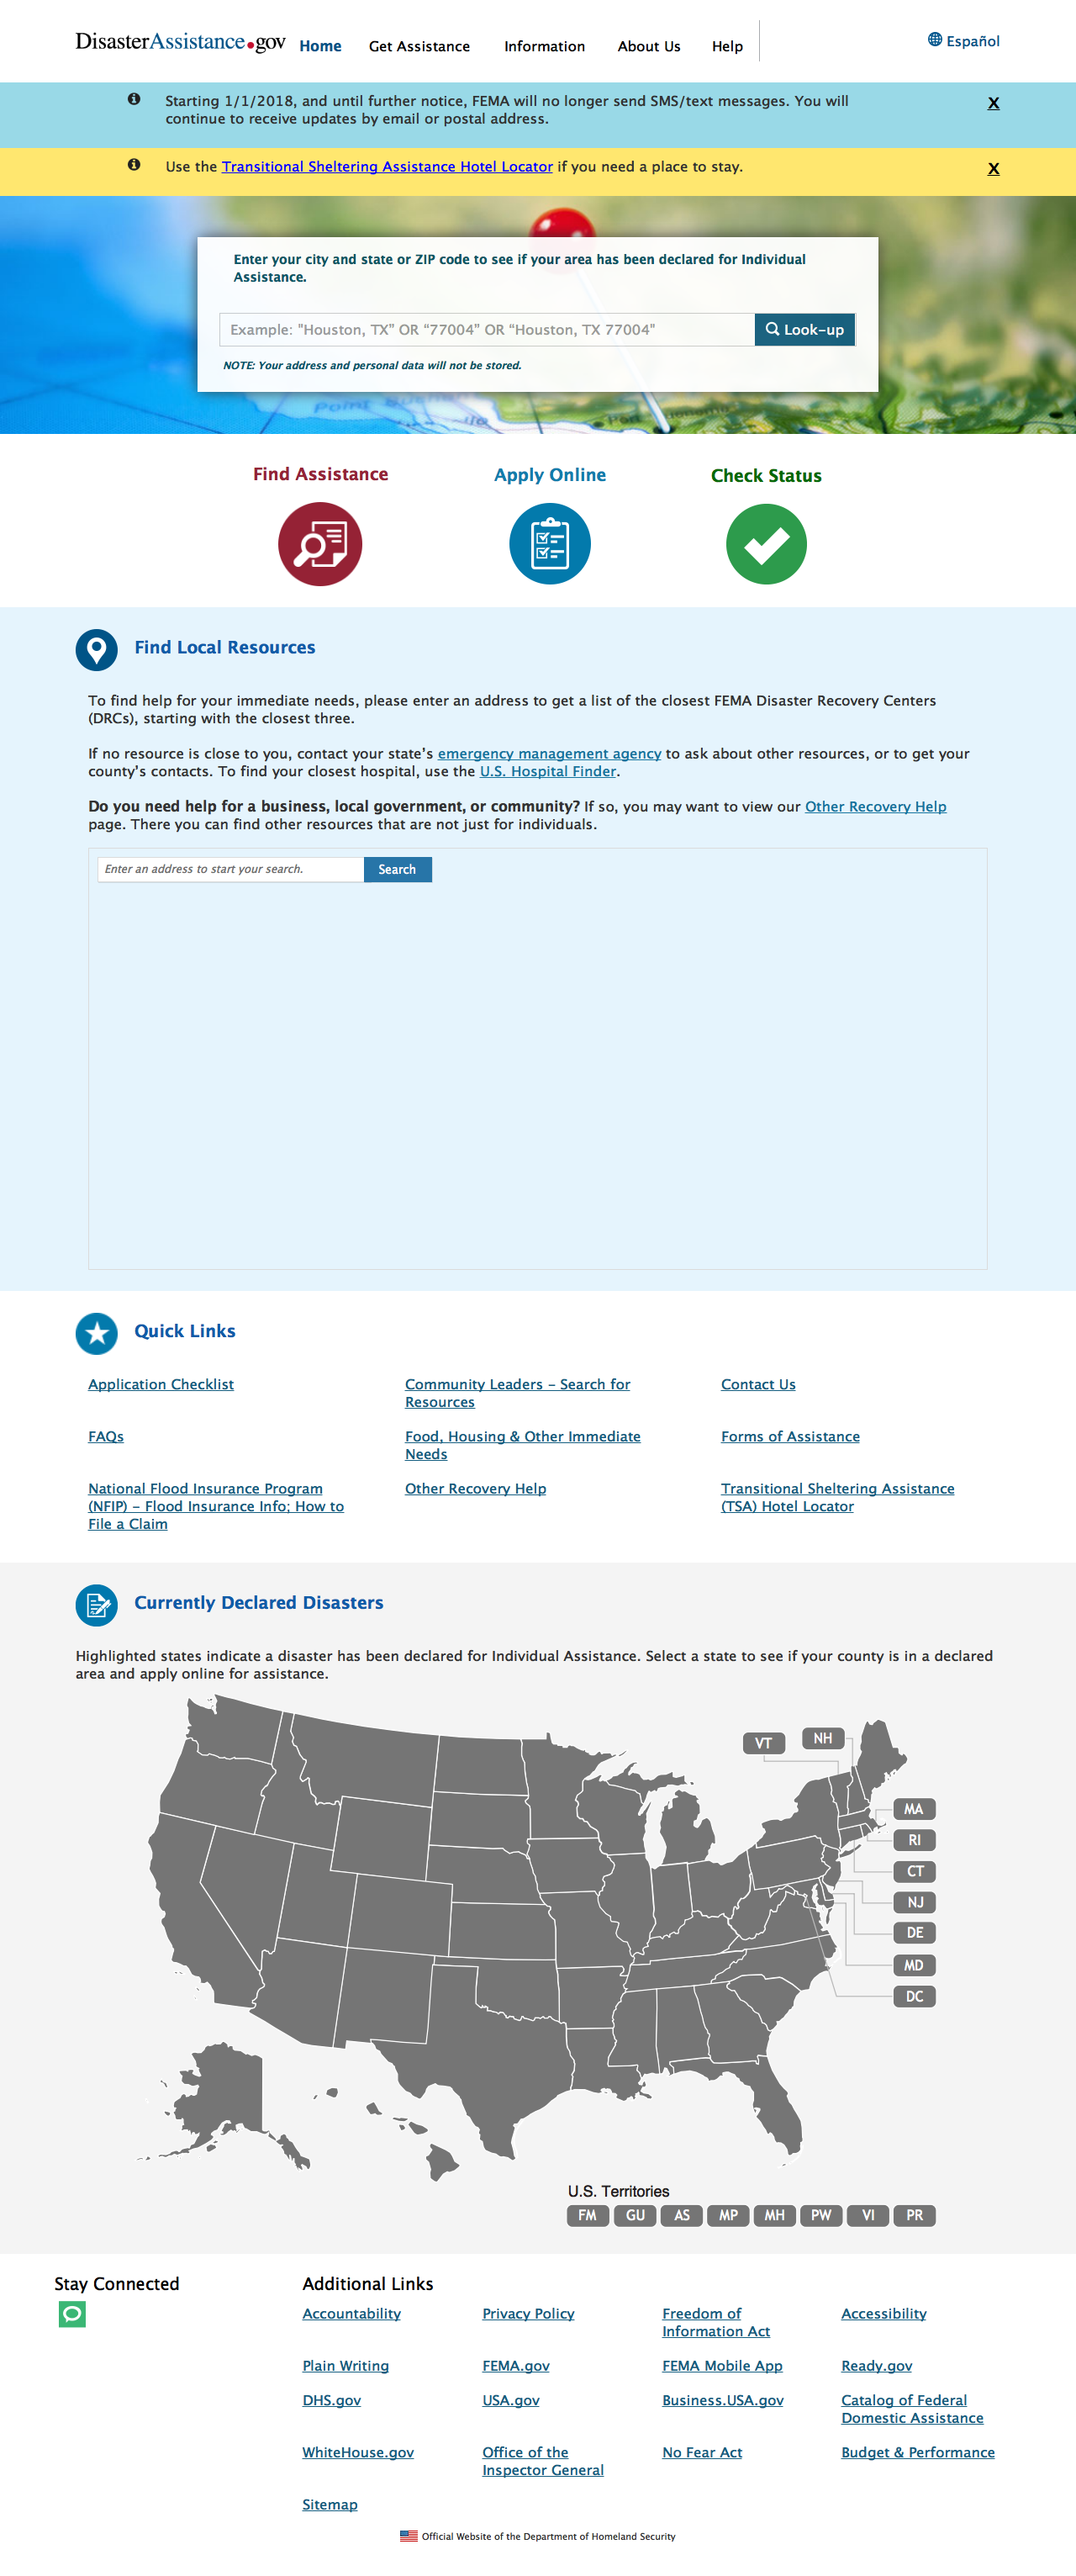 DisasterAssistance.gov
Home
Get Assistance
Information
About Us
Help
Español
Starting 1/1/2018, and until further notice, FEMA will no longer send SMS/text messages. You will
continue to receive updates by email or postal address.
X
Use the Transitional Sheltering Assistance Hotel Locator if you need a place to stay.
X
Enter your city and state or ZIP code to see if your area has been declared for Individual
Assistance.
Example: "Houston, TX” OR “77004" OR “Houston, TX 77004"
Look-up
NOTE: Your address and personal data will not be stored.
Find Assistance
Apply Online
Check Status
Find Local Resources
To find help for your immediate needs, please enter an address to get a list of the closest FEMA Disaster Recovery Centers
(DRCs), starting with the closest three.
If no resource is close to you, contact your state’s emergency management agency to ask about other resources, or to get your
county’s contacts. To find your closest hospital, use the U.S. Hospital Finder.
Do you need help for a business, local government, or community? If so, you may want to view our Other Recovery Help
page. There you can find other resources that are not just for individuals.
Enter an address to start your search.
Search
Quick Links
Application Checklist
Community Leaders – Search for
Resources
Contact Us
FAQs
Food, Housing & Other Immediate
Needs
Forms of Assistance
National Flood Insurance Program
(NFIP) – Flood Insurance Info; How to
File a Claim
Other Recovery Help
Transitional Sheltering Assistance
(TSA) Hotel Locator
Currently Declared Disasters
Highlighted states indicate a disaster has been declared for Individual Assistance. Select a state to see if your county is in a declared
area and apply online for assistance.
VT
NH
MA
RI
CT
NJ
DE
MD
DC
U.S. Territories
FM
GU
AS
MP
MH
PW
VI
PR
Stay Connected
Additional Links
Accountability
Privacy Policy
Freedom of
Information Act
Accessibility
Plain Writing
FEMA.gov
FEMA Mobile App
Ready.gov
DHS.gov
USA.gov
Business.USA.gov
Catalog of Federal
Domestic Assistance
WhiteHouse.gov
Office of the
Inspector General
No Fear Act
Budget & Performance
Sitemap
Official Website of the Department of Homeland Security